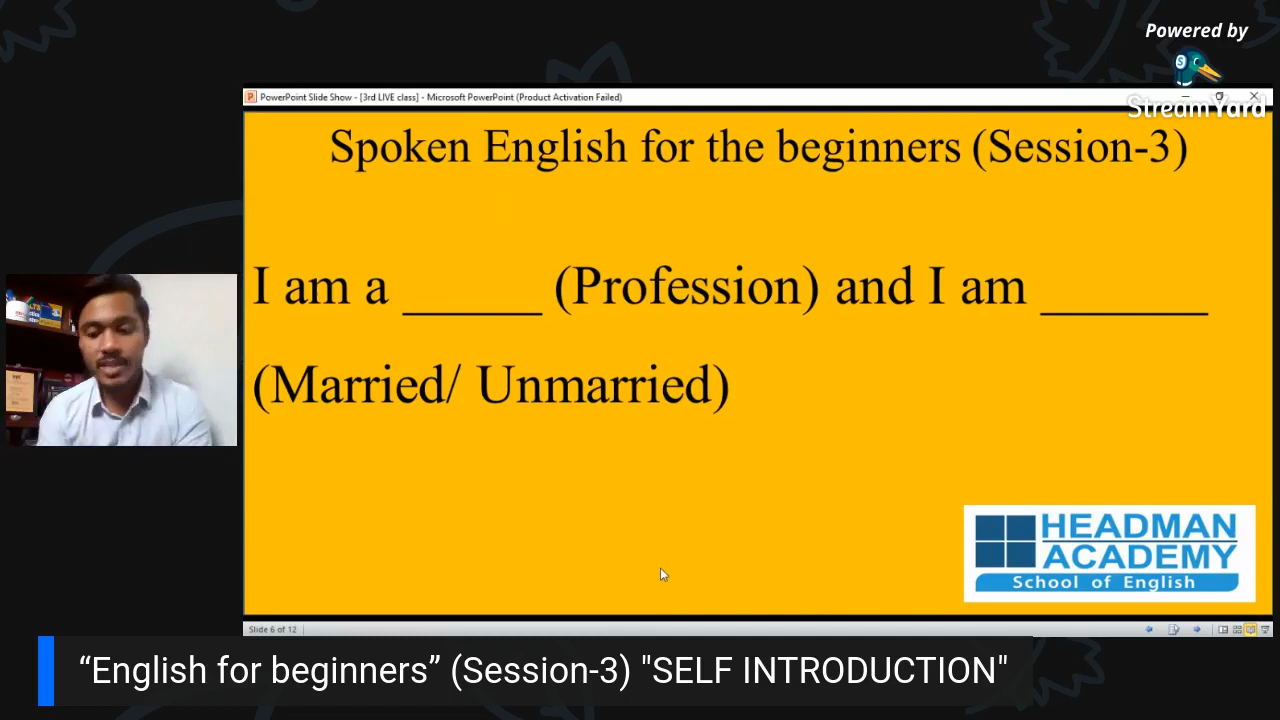 Powered by
StreamYard
PowerPoint Slide Show - [3rd LIVE class] - Microsoft PowerPoint (Product Activation Failed)
Spoken English for the beginners (Session-3)
I am a _____ (Profession) and I am ______
(Married/ Unmarried)
HEADMAN
ACADEMY
School of English
Slide 6 of 12
“English for beginners” (Session-3) "SELF INTRODUCTION"